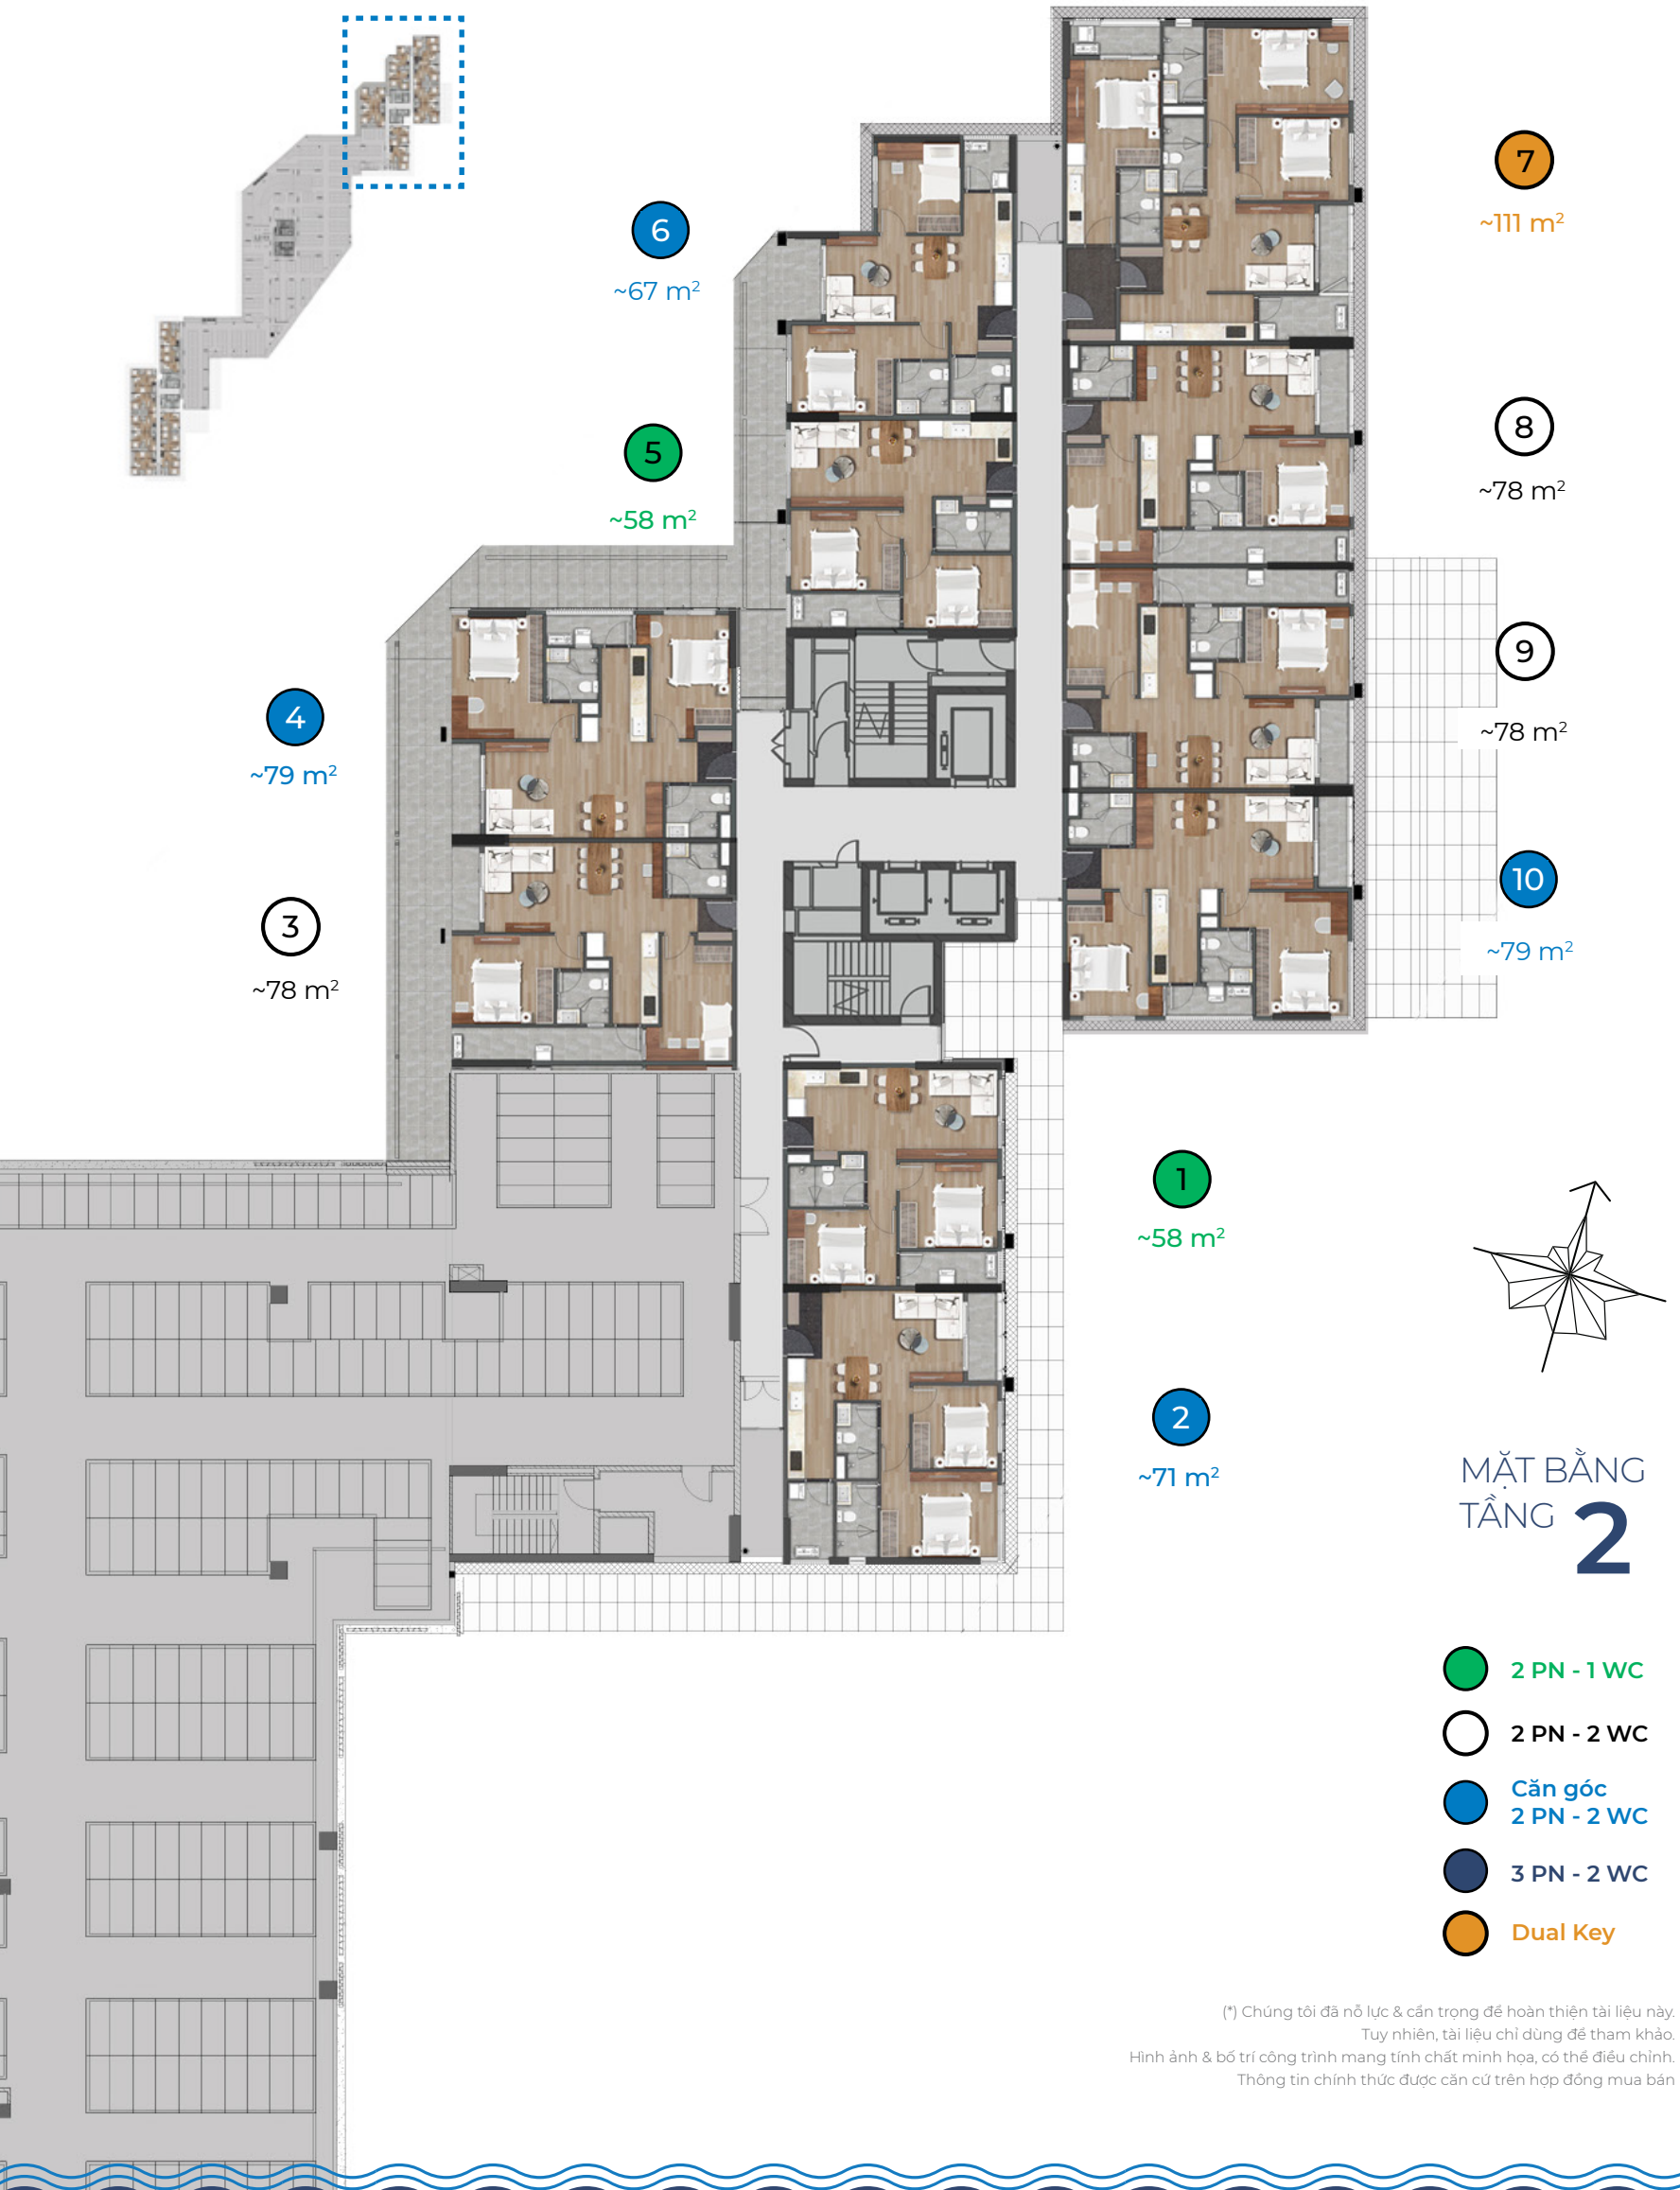 7
~111 m²
6
~67 m²
8
~78 m²
5
~58 m²
9
~78 m²
4
~79 m²
10
~79 m²
3
~78 m²
1
~58 m²
2
~71 m²
MẶT BẰNG
TẦNG 2
2 PN - 1 WC
2 PN - 2 WC
Căn góc
2 PN - 2 WC
3 PN - 2 WC
Dual Key
(*) Chúng tôi đã nỗ lực & cẩn trọng để hoàn thiện tài liệu này.
Tuy nhiên, tài liệu chỉ dùng để tham khảo.
Hình ảnh & bố trí công trình mang tính chất minh họa, có thể điều chỉnh.
Thông tin chính thức được căn cứ trên hợp đồng mua bán